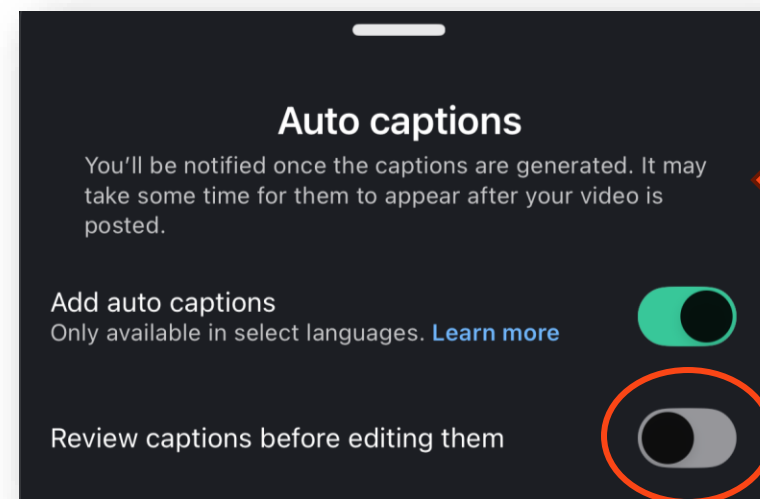 Auto captions
You’ll be notified once the captions are generated. It may
take some time for them to appear after your video is
posted.
Add auto captions
Only available in select languages. Learn more
Review captions before editing them